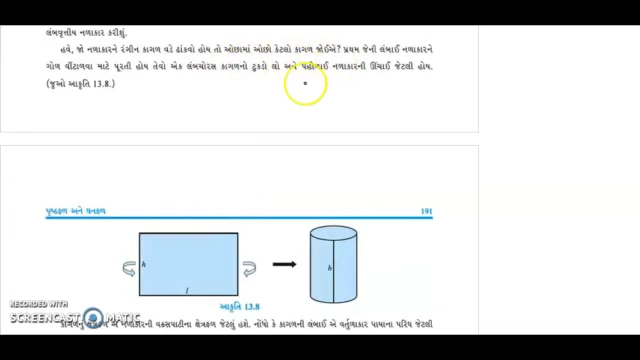 લંબવૃત્તીય નળાકાર કરીશું.
હવે, જો નળાકારને રંગીન કાગળ વડે ઢાંકવો હોય તો ઓછામાં ઓછો કેટલો કાગળ જોઈએ? પ્રથમ જેની લંબાઈ નળાકારને
ગોળ વીંટાળવા માટે પૂરતી હોય તેવો એક લંબચોરસ કાગળનો ટુકડો લો અને પહોળાઈ નળાકારની ઊંચાઈ જેટલી હોય.
(જુઓ આકૃતિ 13.8.)
પૃષ્ઠફળ અને ઘનફળ 191
h
l
h
આકૃતિ 13.8
RECORDED WITH
SCREENCAST MATIC
કાગળનું ક્ષેત્રફળ એ નળાકારની વક્રસપાટીના ક્ષેત્રફળ જેટલું હશે. નોંધો કે કાગળની લંબાઈ એ વર્તુળાકાર પાયાના પરિઘ જેટલી